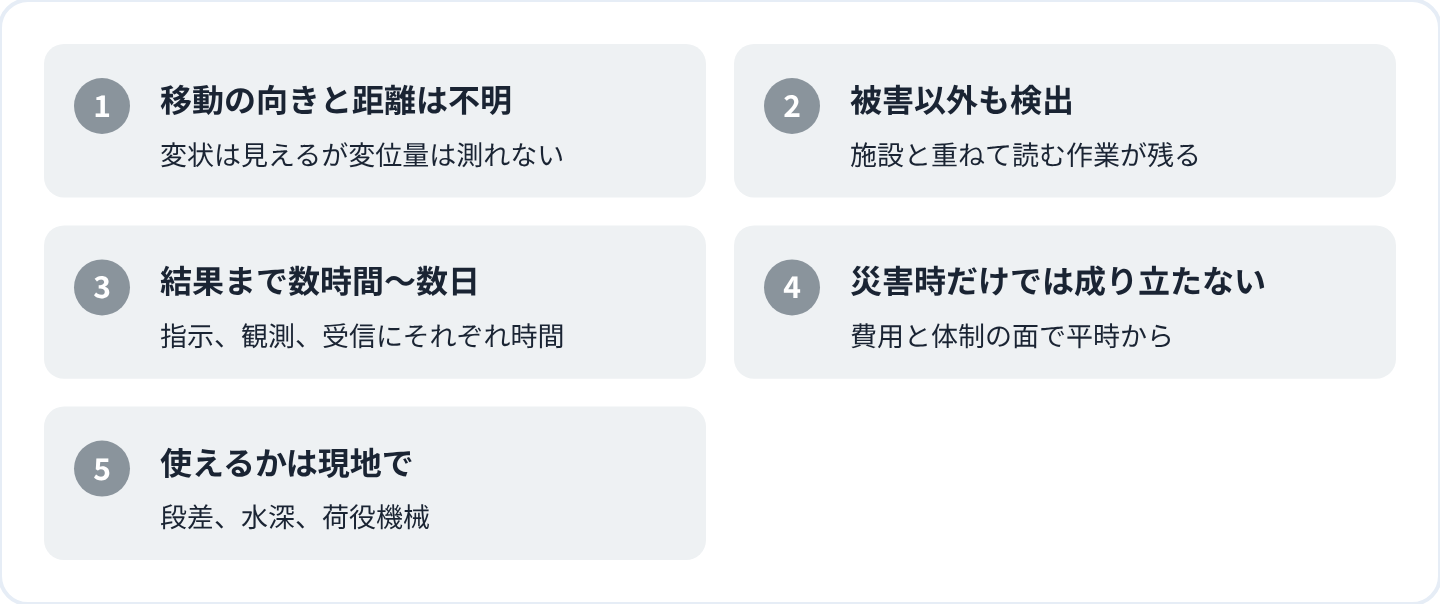 1
移動の向きと距離は不明
変状は見えるが変位量は測れない
2
被害以外も検出
施設と重ねて読む作業が残る
3
結果まで数時間〜数日
指示、観測、受信にそれぞれ時間
4
災害時だけでは成り立たない
費用と体制の面で平時から
5
使えるかは現地で
段差、水深、荷役機械